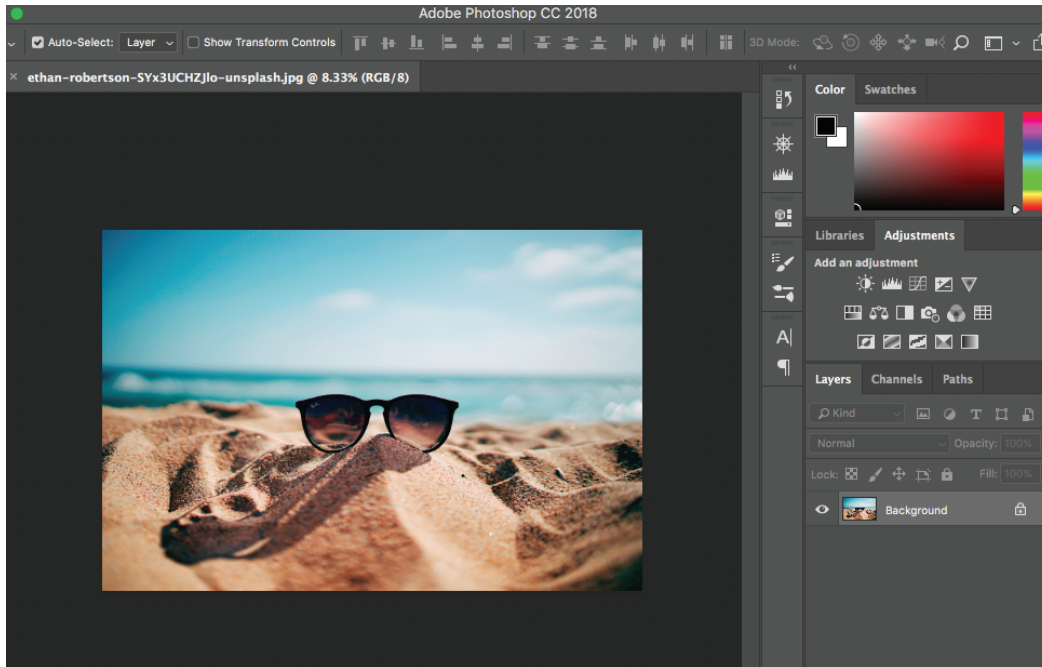 Adobe Photoshop CC 2018
Auto-Select: Layer Show Transform Controls 3D Mode:
× ethan-robertson-SYx3UCHZJlo-unsplash.jpg @ 8.33% (RGB/8)
Color Swatches
Libraries Adjustments
Add an adjustment
A|
Layers Channels Paths
Kind T
Normal Opacity: 100%
Lock: Fill: 100%
Background